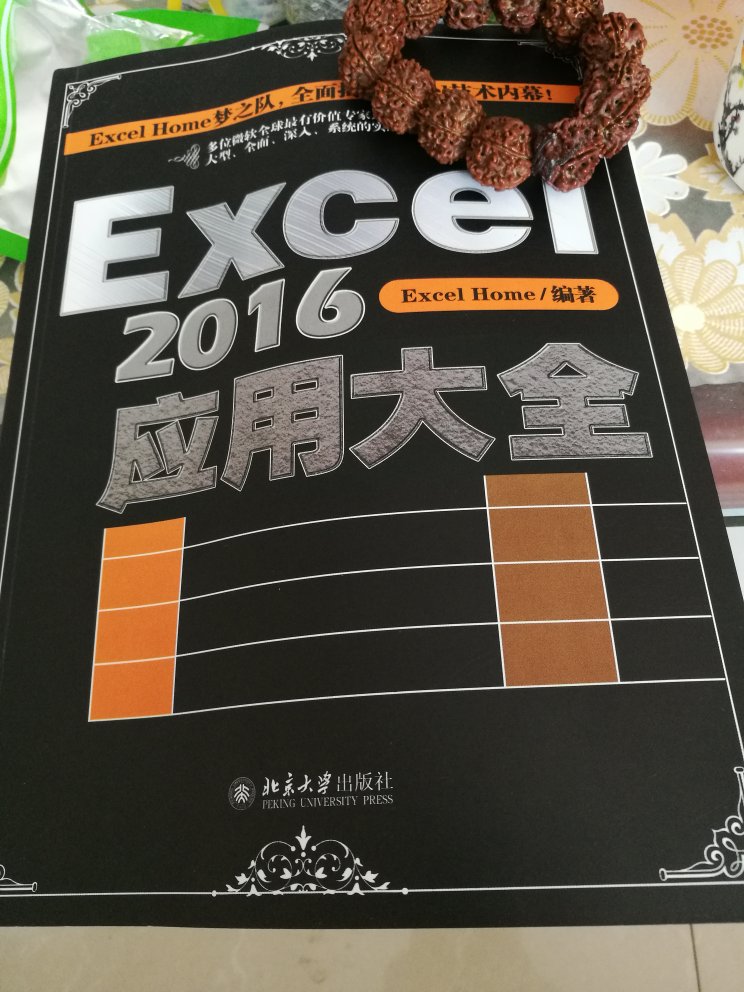 Excel Home梦之队,全面 艺术内幕!
多位微软全球最有价值专家
大型、全面、深入、系统的
Excel
2016
Excel Home / 编著
应用大全
北京大学出版社
PEKING UNIVERSITY PRESS